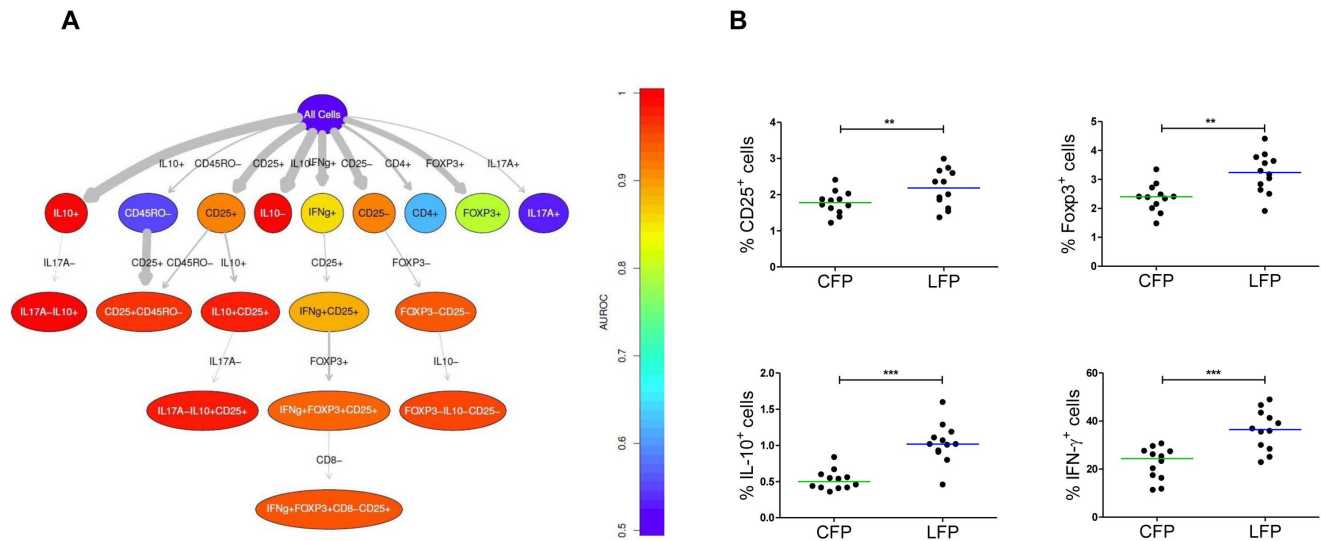 A
All Cells
IL10+
CD45RO−
CD25+
IL10−
IFNg+
CD25−
CD4+
FOXP3+
IL17A+
IL10+
CD45RO−
CD25+
IL10−
IFNg+
CD25−
CD4+
FOXP3+
IL17A+
IL17A−
CD25+
CD45RO−
IL10+
CD25+
FOXP3−
IL17A−IL10+
CD25+CD45RO−
IL10+CD25+
IFNg+CD25+
FOXP3−CD25−
IL17A−
FOXP3+
IL10−
IL17A−IL10+CD25+
IFNg+FOXP3+CD25+
FOXP3−IL10−CD25−
CD8−
IFNg+FOXP3+CD8−CD25+
AUROC
1
0.9
0.8
0.7
0.6
0.5
B
% CD25⁺ cells
4
3
2
1
0
**
CFP
LFP
% Foxp3⁺ cells
5
4
3
2
1
0
**
CFP
LFP
% IL-10⁺ cells
2.0
1.5
1.0
0.5
0.0
***
CFP
LFP
% IFN-γ⁺ cells
60
40
20
0
***
CFP
LFP